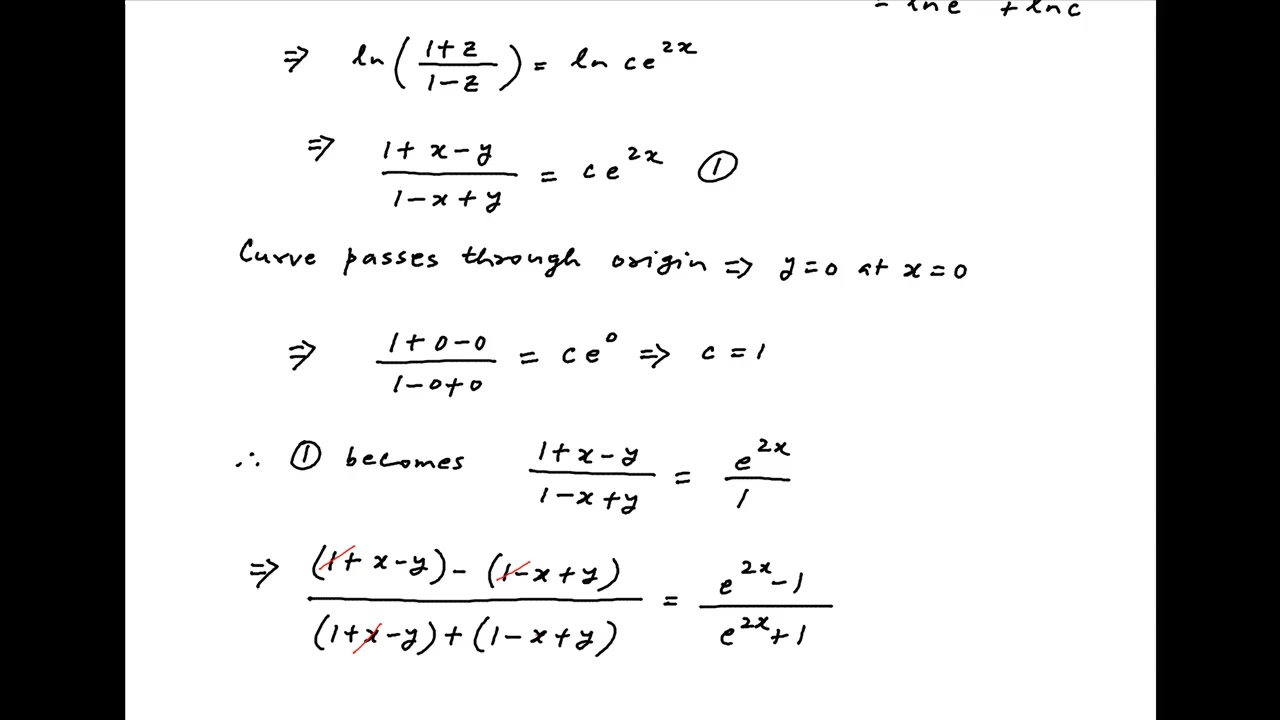 = ln e + ln c
⇒ ln((1+z)/(1-z)) = ln ce^{2x}
⇒ (1+x-y)/(1-x+y) = ce^{2x} ①
Curve passes through origin ⇒ y=0 at x=0
⇒ (1+0-0)/(1-0+0) = ce^0 ⇒ c=1
∴ ① becomes (1+x-y)/(1-x+y) = e^{2x}/1
⇒ ((1+x-y)-(1-x+y))/((1+x-y)+(1-x+y)) = (e^{2x}-1)/(e^{2x}+1)